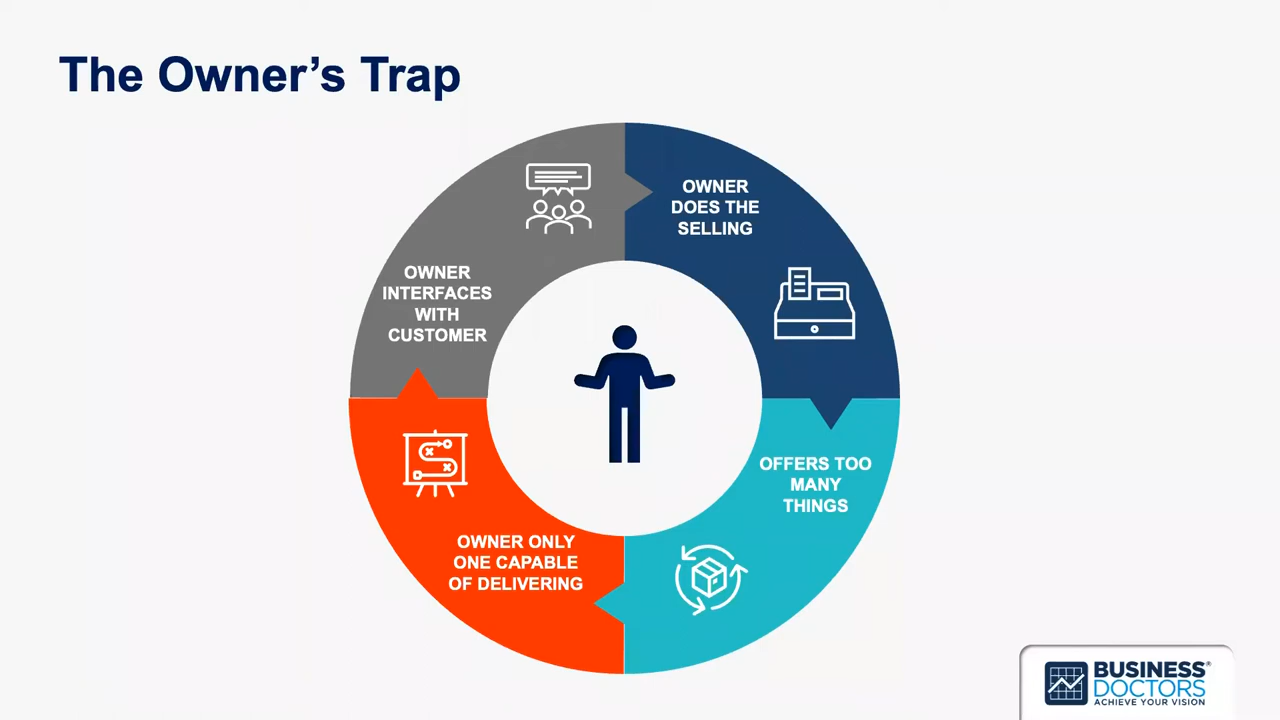 The Owner’s Trap
OWNER
DOES THE
SELLING
OFFERS TOO
MANY
THINGS
OWNER ONLY
ONE CAPABLE
OF DELIVERING
OWNER
INTERFACES
WITH
CUSTOMER
BUSINESS®
DOCTORS
ACHIEVE YOUR VISION